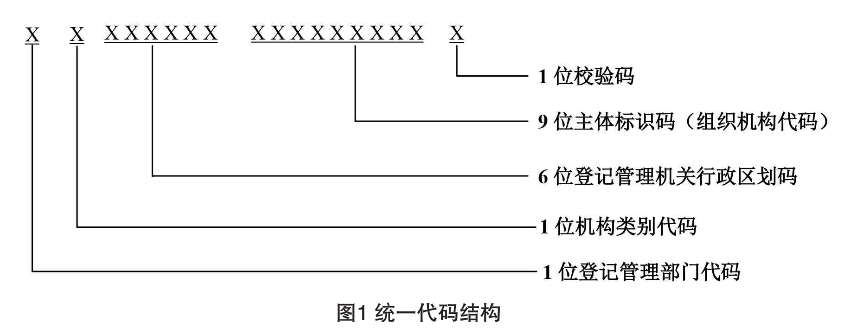 X X XXXXXX XXXXXXXXX X
1 位校验码
9 位主体标识码（组织机构代码）
6 位登记管理机关行政区划码
1 位机构类别代码
1 位登记管理部门代码
图1 统一代码结构